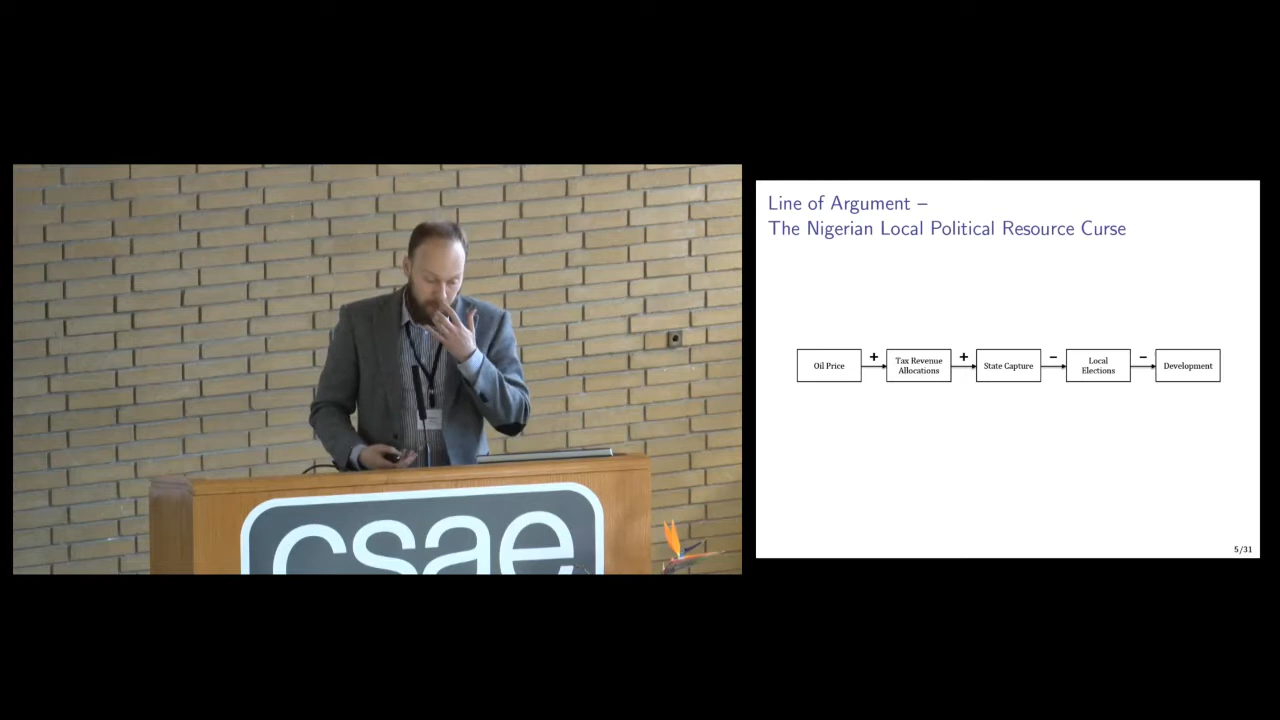 csae
Line of Argument –
The Nigerian Local Political Resource Curse
Oil Price
+
Tax Revenue
Allocations
+
State Capture
–
Local
Elections
–
Development
5/31